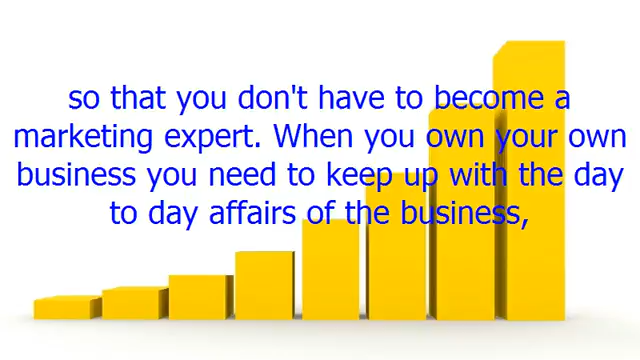 so that you don't have to become a
marketing expert. When you own your own
business you need to keep up with the day
to day affairs of the business,